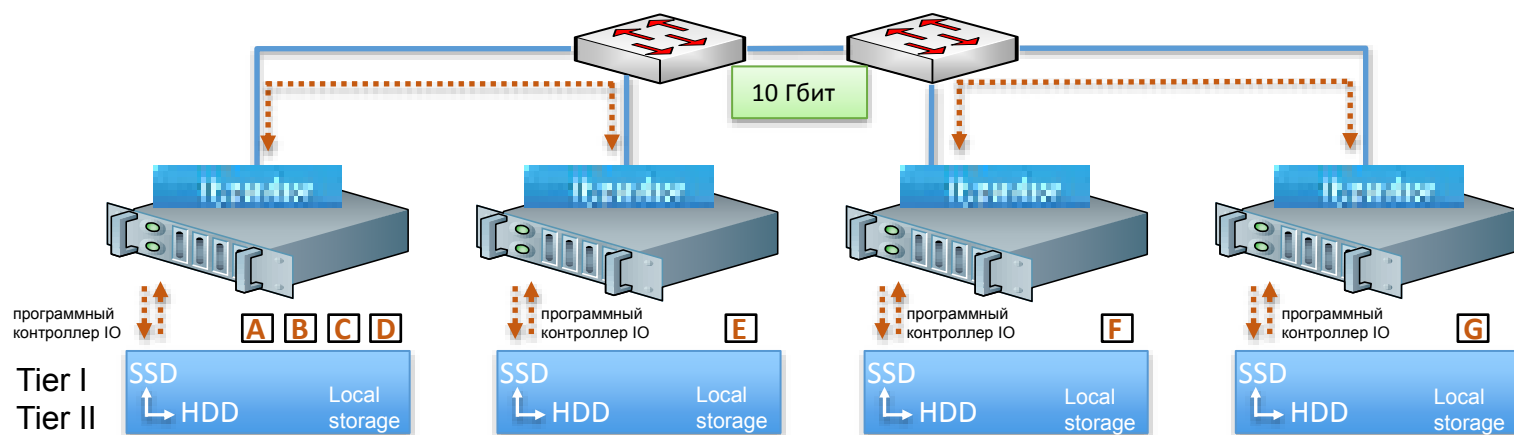 10 Гбит
программный
контроллер IO
A B C D
программный
контроллер IO
E
программный
контроллер IO
F
программный
контроллер IO
G
Tier I
Tier II
SSD
HDD
Local
storage
SSD
HDD
Local
storage
SSD
HDD
Local
storage
SSD
HDD
Local
storage